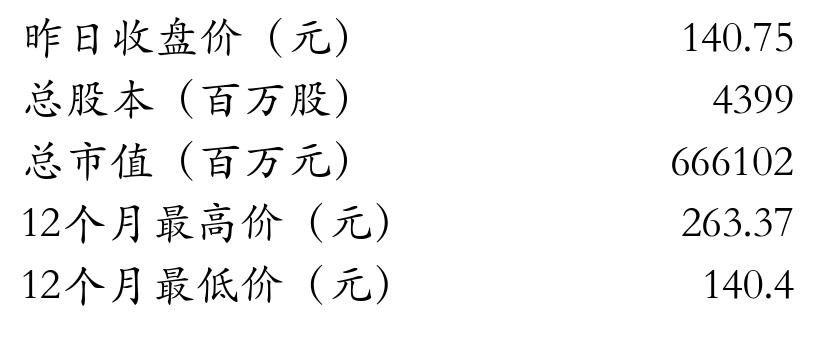 昨日收盘价（元） 140.75
总股本（百万股） 4399
总市值（百万元） 666102
12个月最高价（元） 263.37
12个月最低价（元） 140.4